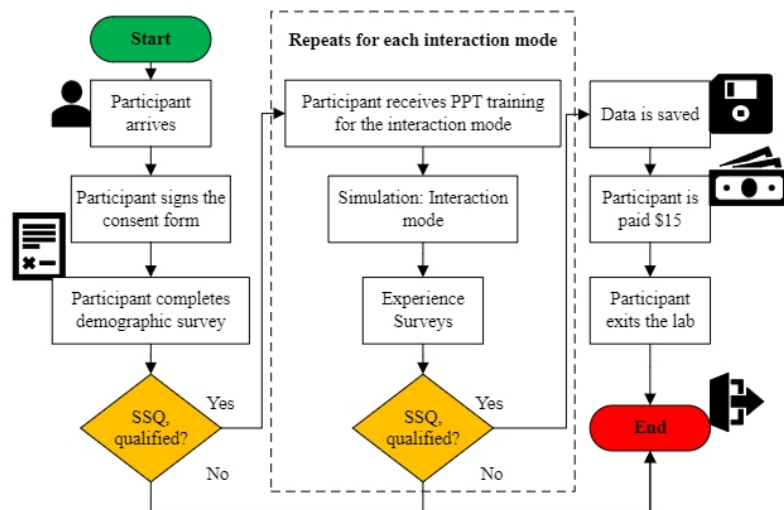 Start
Participant
arrives
Participant signs the
consent form
Participant completes
demographic survey
SSQ,
qualified?
Yes
No
Repeats for each interaction mode
Participant receives PPT training
for the interaction mode
Simulation: Interaction
mode
Experience
Surveys
SSQ,
qualified?
Yes
No
Data is saved
Participant is
paid $15
Participant
exits the lab
End